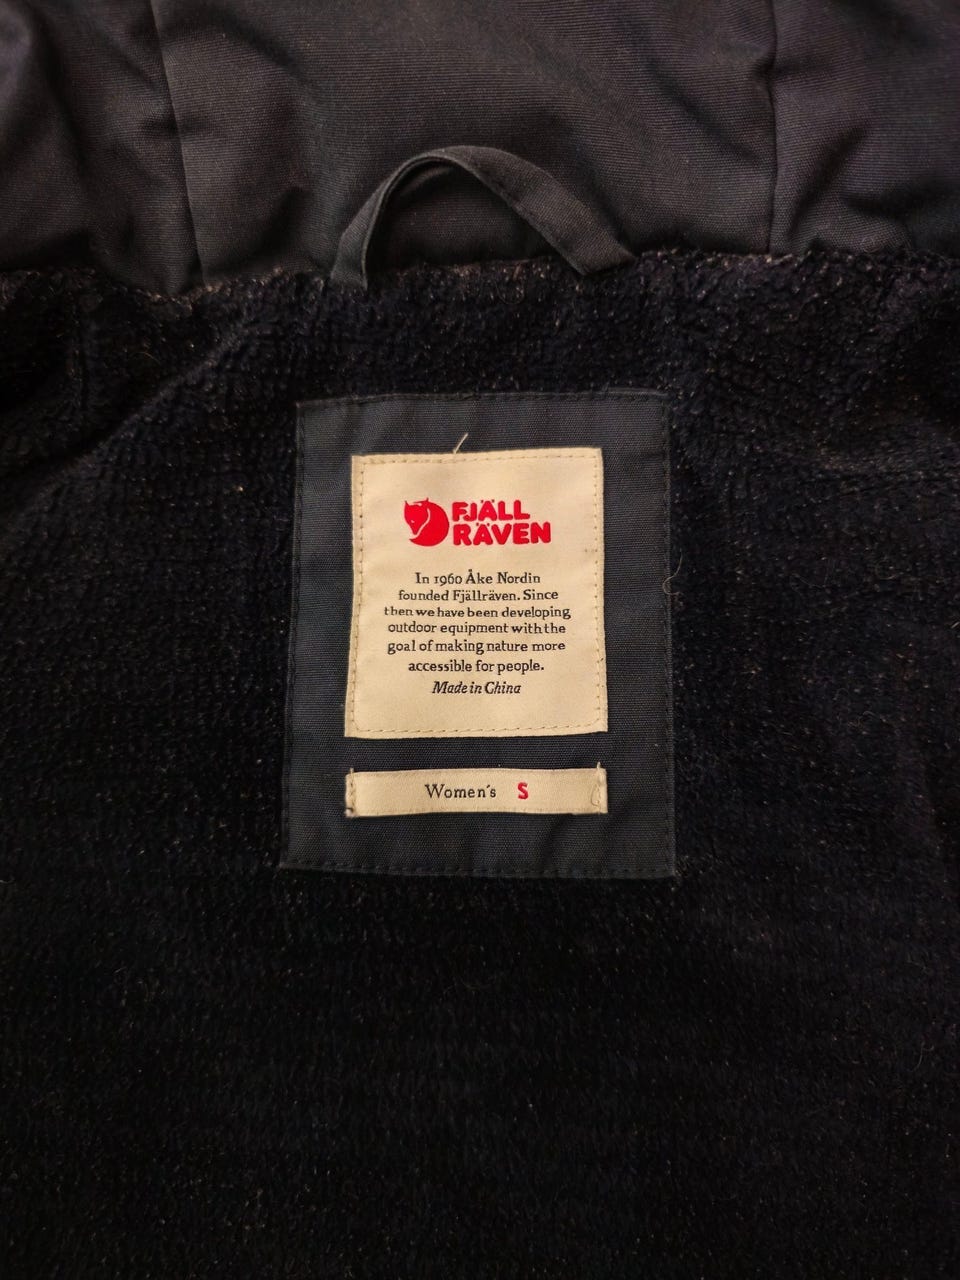 FJÄLL
RÄVEN
In 1960 Åke Nordin
founded Fjällräven. Since
then we have been developing
outdoor equipment with the
goal of making nature more
accessible for people.
Made in China
Women's S